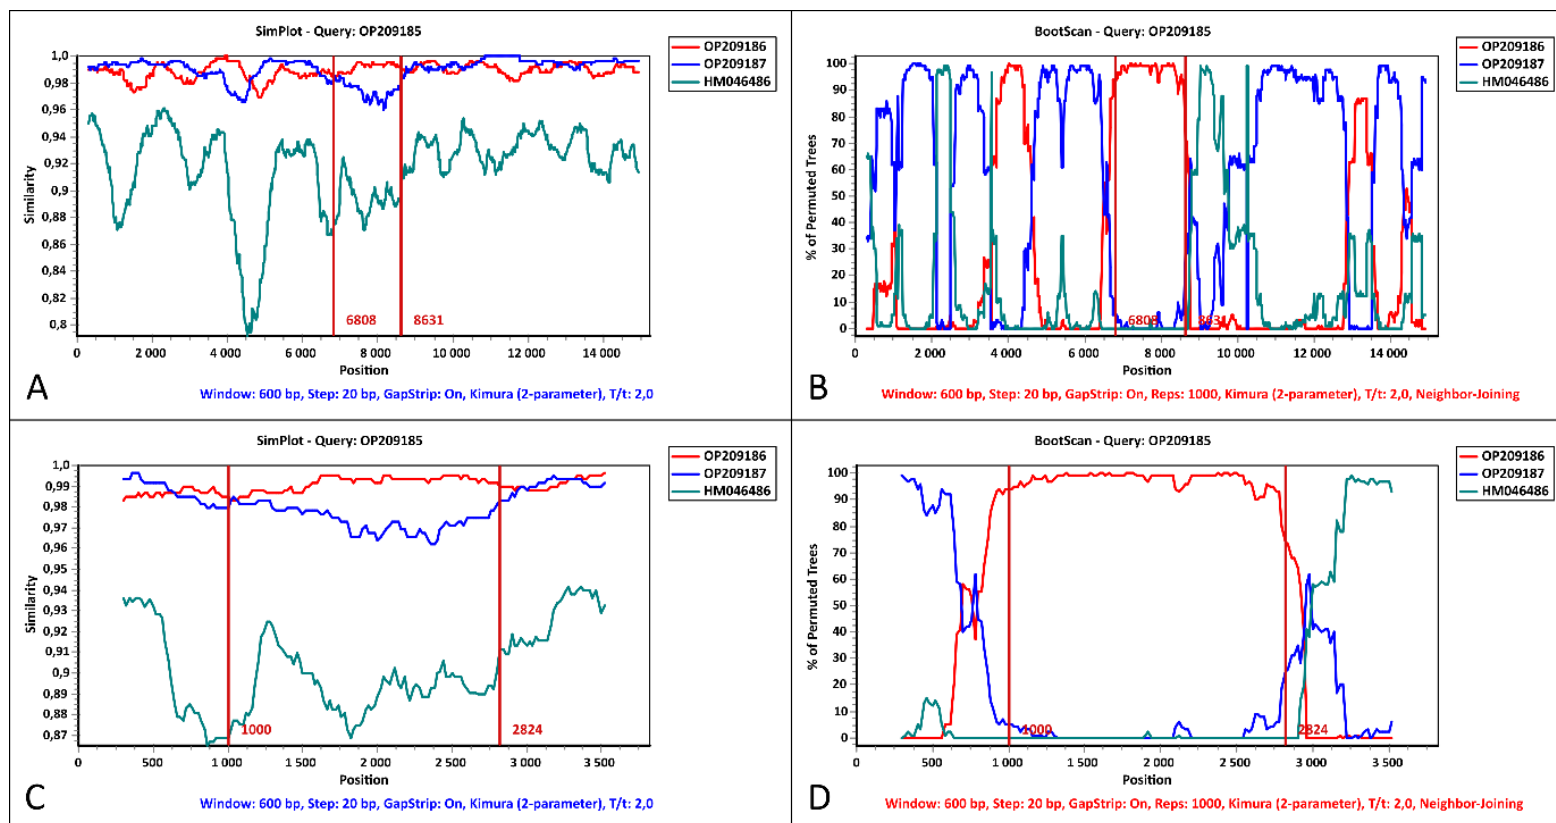 SimPlot - Query: OP209185
OP209186
OP209187
HM046486
1,0
0,98
0,96
0,94
0,92
0,9
0,88
0,86
0,84
0,82
0,8
Similarity
6808
8631
0
2 000
4 000
6 000
8 000
10 000
12 000
14 000
Position
A
Window: 600 bp, Step: 20 bp, GapStrip: On, Kimura (2-parameter), T/t: 2,0
BootScan - Query: OP209185
OP209186
OP209187
HM046486
100
90
80
70
60
50
40
30
20
10
0
% of Permuted Trees
6808
8631
0
2 000
4 000
6 000
8 000
10 000
12 000
14 000
Position
B
Window: 600 bp, Step: 20 bp, GapStrip: On, Reps: 1000, Kimura (2-parameter), T/t: 2,0, Neighbor-Joining
SimPlot - Query: OP209185
OP209186
OP209187
HM046486
1,0
0,99
0,98
0,97
0,96
0,95
0,94
0,93
0,92
0,91
0,9
0,89
0,88
0,87
Similarity
1000
2824
0
500
1 000
1 500
2 000
2 500
3 000
3 500
Position
C
Window: 600 bp, Step: 20 bp, GapStrip: On, Kimura (2-parameter), T/t: 2,0
BootScan - Query: OP209185
OP209186
OP209187
HM046486
100
90
80
70
60
50
40
30
20
10
0
% of Permuted Trees
1000
2824
0
500
1 000
1 500
2 000
2 500
3 000
3 500
Position
D
Window: 600 bp, Step: 20 bp, GapStrip: On, Reps: 1000, Kimura (2-parameter), T/t: 2,0, Neighbor-Joining